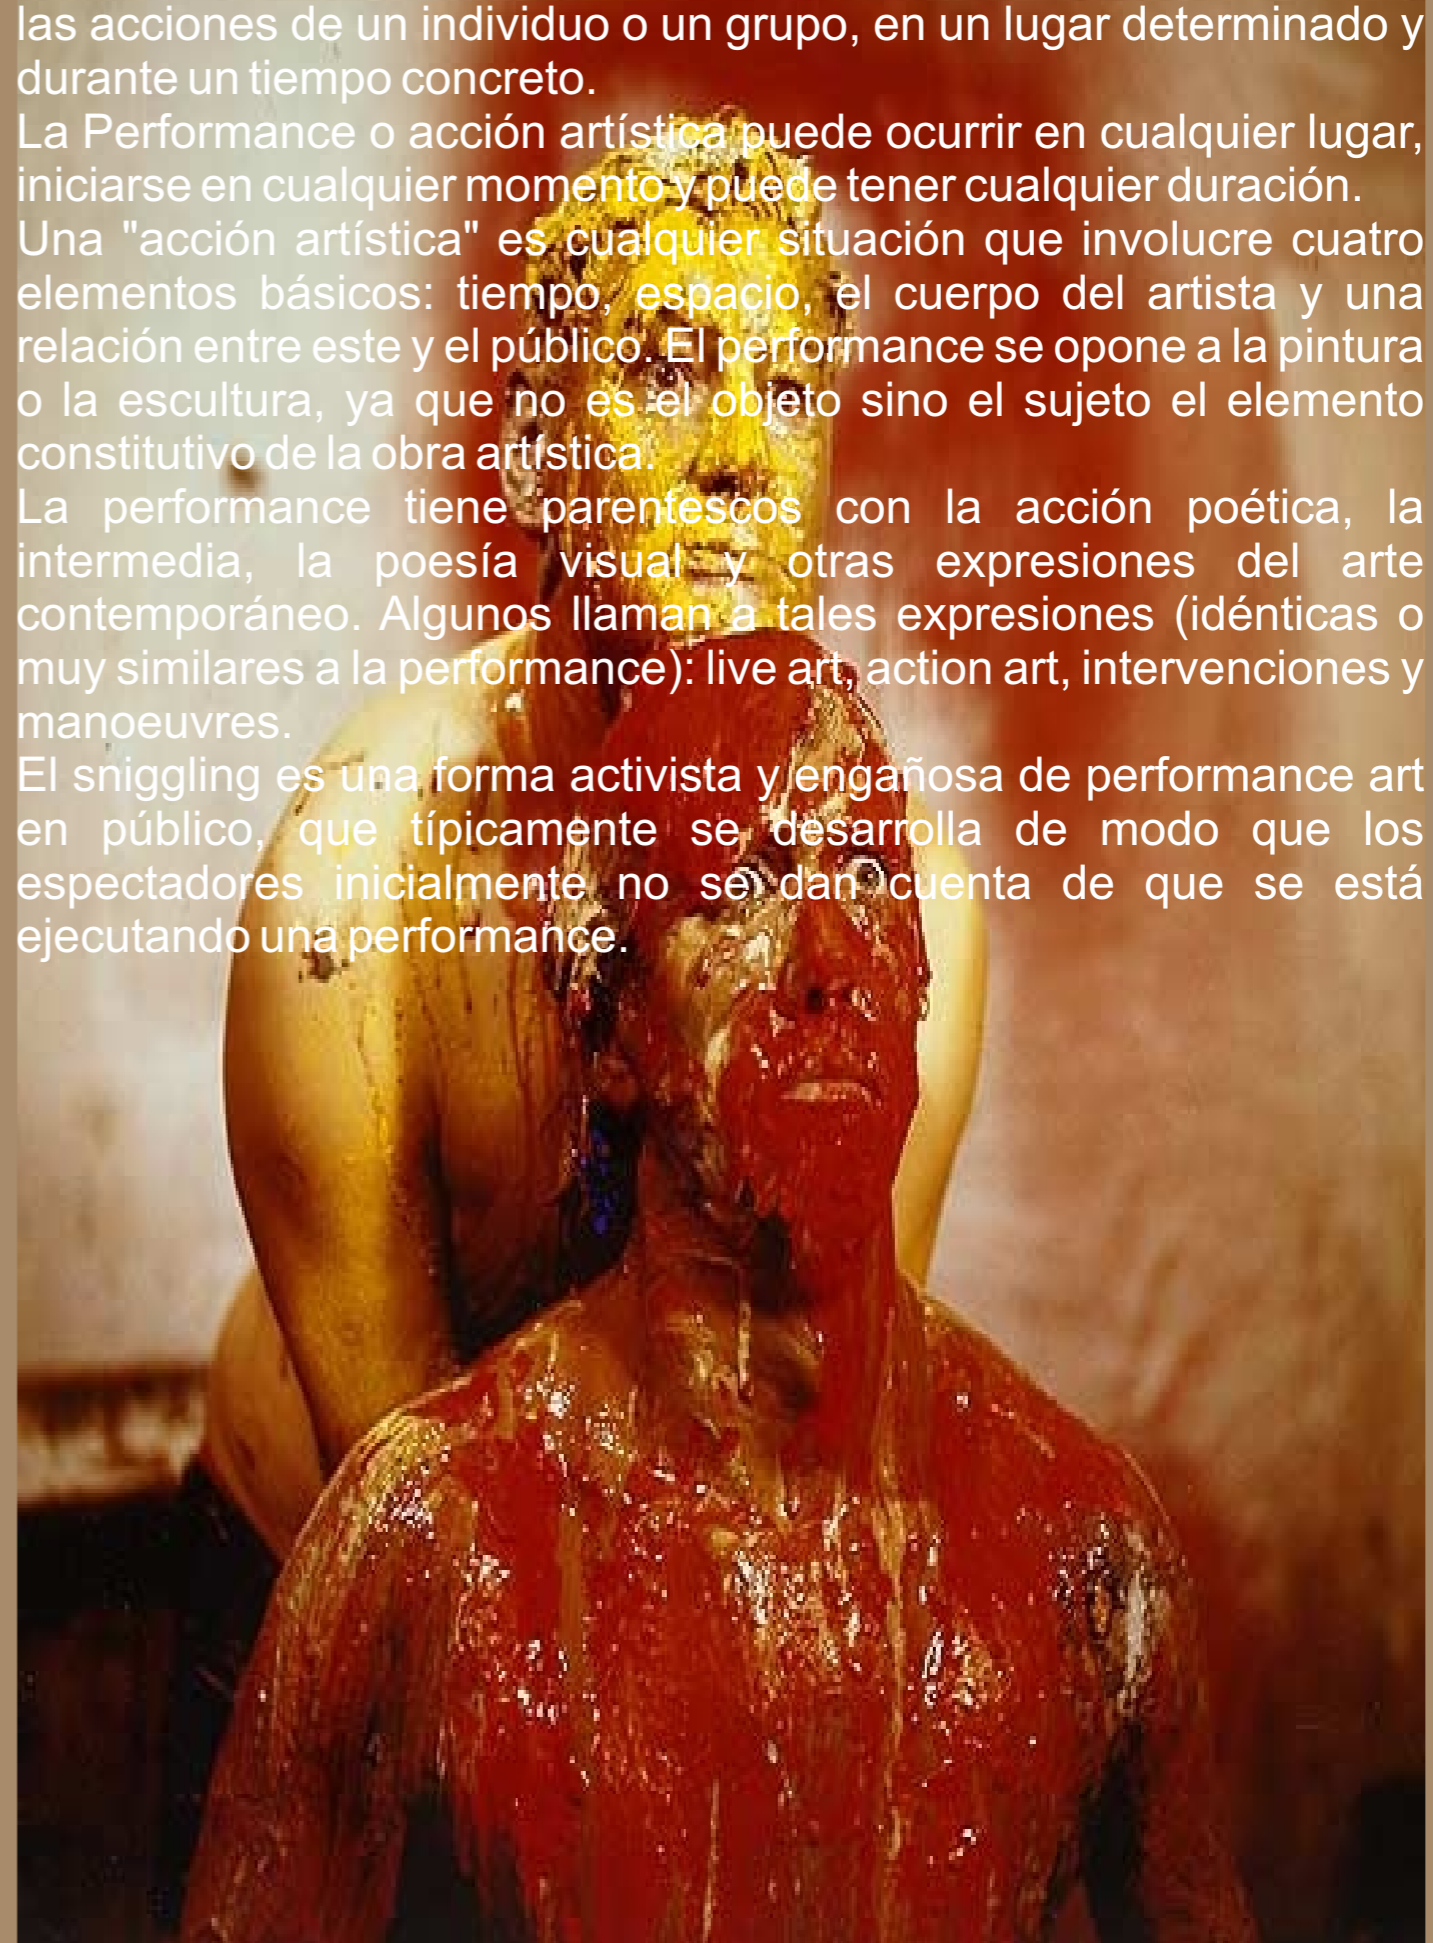 las acciones de un individuo o un grupo, en un lugar determinado y
durante un tiempo concreto.
La Performance o acción artística puede ocurrir en cualquier lugar,
iniciarse en cualquier momento y puede tener cualquier duración.
Una "acción artística" es cualquier situación que involucre cuatro
elementos básicos: tiempo, espacio, el cuerpo del artista y una
relación entre este y el público. El performance se opone a la pintura
o la escultura, ya que no es el objeto sino el sujeto el elemento
constitutivo de la obra artística.
La performance tiene parentescos con la acción poética, la
intermedia, la poesía visual y otras expresiones del arte
contemporáneo. Algunos llaman a tales expresiones (idénticas o
muy similares a la performance): live art, action art, intervenciones y
manoeuvres.
El sniggling es una forma activista y engañosa de performance art
en público, que típicamente se desarrolla de modo que los
espectadores inicialmente no se dan cuenta de que se está
ejecutando una performance.